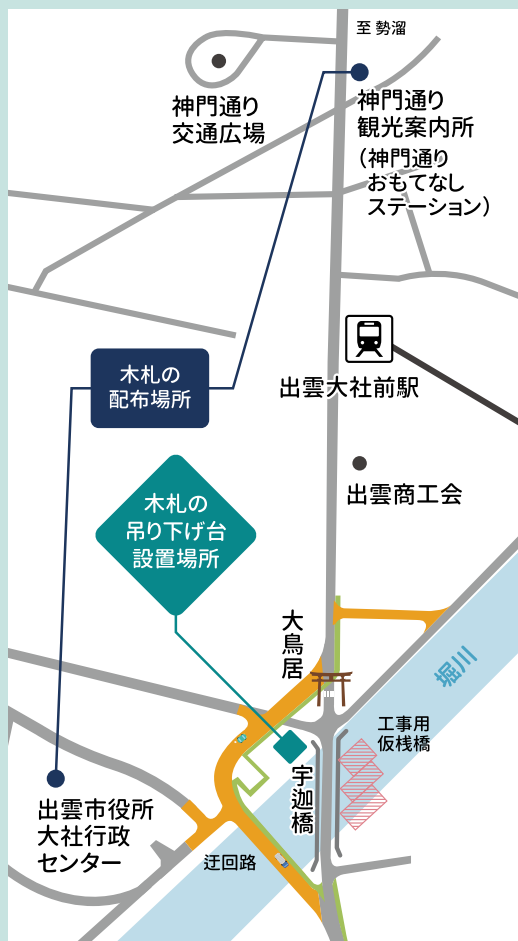 至 勢溜
神門通り
交通広場
神門通り
観光案内所
（神門通り
おもてなし
ステーション）
木札の
配布場所
出雲大社前駅
出雲商工会
木札の
吊り下げ台
設置場所
大鳥居
堀川
工事用
仮桟橋
宇迦橋
出雲市役所
大社行政
センター
迂回路